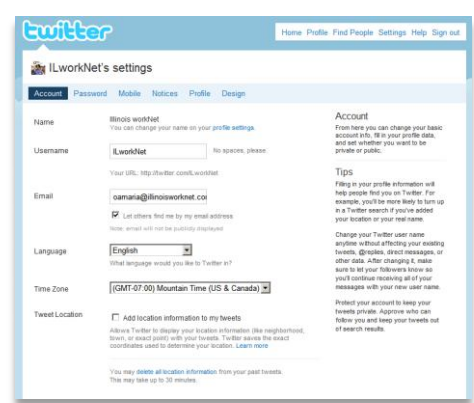 twitter
Home Profile Find People Settings Help Sign out
ILworkNet's settings
Account Password Mobile Notices Profile Design
Name
Illinois workNet
You can change your name on your profile settings.
Username
ILworkNet
No spaces, please.
Your URL: http://twitter.com/ILworkNet
Email
oamaria@illinoisworknet.co
Let others find me by my email address
Note: email will not be publicly displayed
Language
English
What language would you like to Twitter in?
Time Zone
(GMT-07:00) Mountain Time (US & Canada)
Tweet Location
Add location information to my tweets
Allows Twitter to display your location information (like neighborhood,
town, or exact point) with your tweets. Twitter saves the exact
coordinates used to determine your location. Learn more
You may delete all location information from your past tweets.
This may take up to 30 minutes.
Account
From here you can change your basic
account info, fill in your profile data,
and set whether you want to be
private or public.
Tips
Filling in your profile information will
help people find you on Twitter. For
example, you'll be more likely to turn up
in a Twitter search if you've added
your location or your real name.
Change your Twitter user name
anytime without affecting your existing
tweets, @replies, direct messages, or
other data. After changing it, make
sure to let your followers know so
you'll continue receiving all of your
messages with your new user name.
Protect your account to keep your
tweets private. Approve who can
follow you and keep your tweets out
of search results.